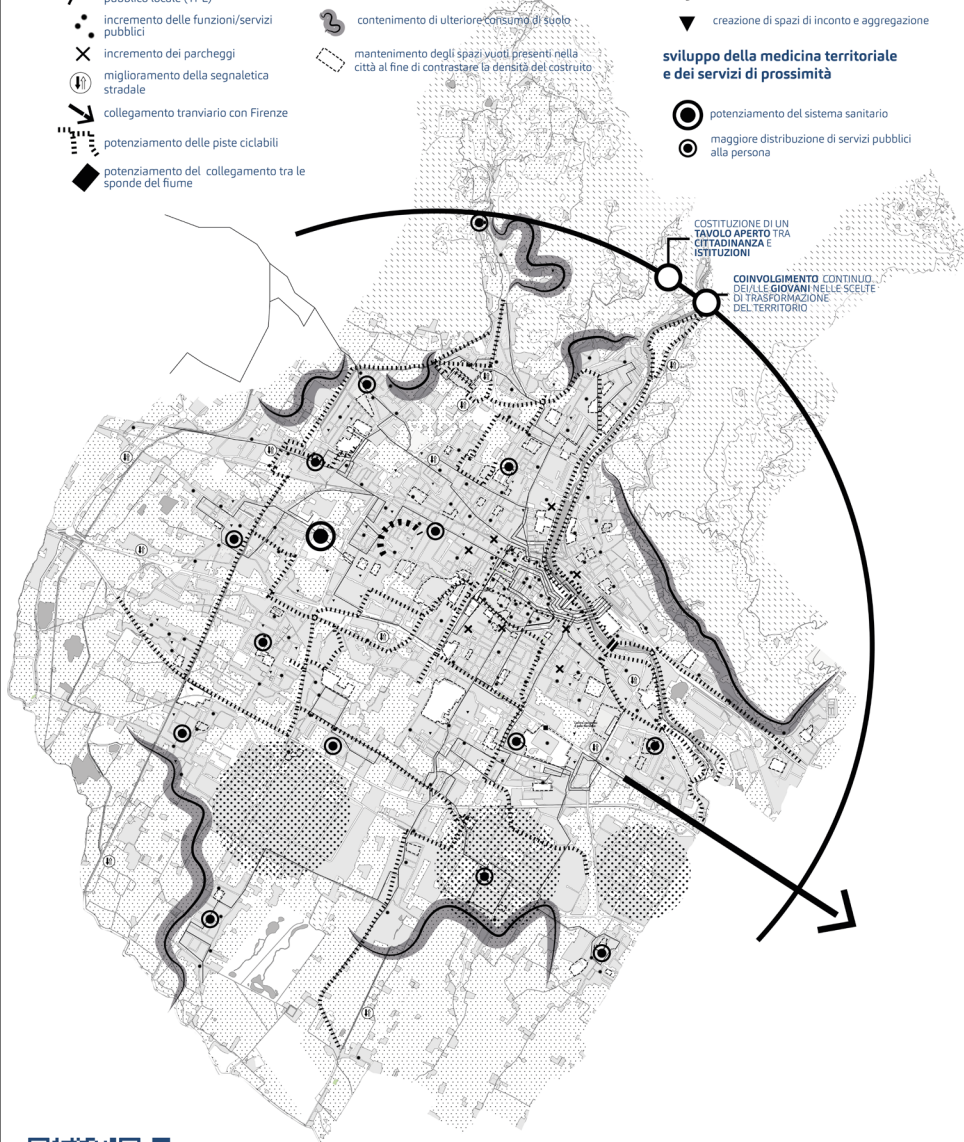 pubblico locale (TPL)
incremento delle funzioni/servizi
pubblici
incremento dei parcheggi
miglioramento della segnaletica
stradale
collegamento tranviario con Firenze
potenziamento delle piste ciclabili
potenziamento del collegamento tra le
sponde del fiume
contenimento di ulteriore consumo di suolo
mantenimento degli spazi vuoti presenti nella
città al fine di contrastare la densità del costruito
creazione di spazi di inconto e aggregazione
sviluppo della medicina territoriale
e dei servizi di prossimità
potenziamento del sistema sanitario
maggiore distribuzione di servizi pubblici
alla persona
COSTITUZIONE DI UN
TAVOLO APERTO TRA
CITTADINANZA E
ISTITUZIONI
COINVOLGIMENTO CONTINUO
DEI/LLE GIOVANI NELLE SCELTE
DI TRASFORMAZIONE
DEL TERRITORIO